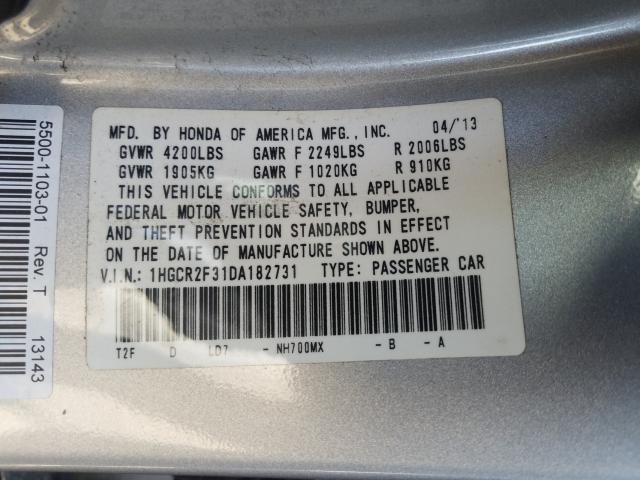 MFD. BY HONDA OF AMERICA MFG., INC. 04/'13
GVWR 4200LBS GAWR F 2249LBS R 2006LBS
GVWR 1905KG GAWR F 1020KG R 910KG
THIS VEHICLE CONFORMS TO ALL APPLICABLE
FEDERAL MOTOR VEHICLE SAFETY, BUMPER,
AND THEFT PREVENTION STANDARDS IN EFFECT
ON THE DATE OF MANUFACTURE SHOWN ABOVE.
V.I.N.: 1HGCR2F31DA182731 TYPE: PASSENGER CAR
T2F D LD7 - NH700MX - B - A
5500-1103-01 Rev. T 13143